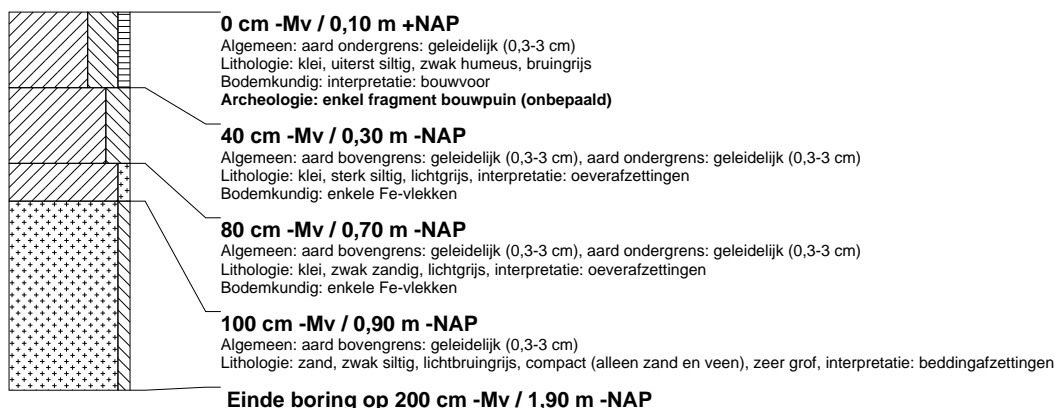 0 cm -Mv / 0,10 m +NAP
Algemeen: aard ondergrens: geleidelijk (0,3-3 cm)
Lithologie: klei, uiterst siltig, zwak humeus, bruingrijs
Bodemkundig: interpretatie: bouwvoor
Archeologie: enkel fragment bouwpuin (onbepaald)
40 cm -Mv / 0,30 m -NAP
Algemeen: aard bovengrens: geleidelijk (0,3-3 cm), aard ondergrens: geleidelijk (0,3-3 cm)
Lithologie: klei, sterk siltig, lichtgrijs, interpretatie: oeverafzettingen
Bodemkundig: enkele Fe-vlekken
80 cm -Mv / 0,70 m -NAP
Algemeen: aard bovengrens: geleidelijk (0,3-3 cm), aard ondergrens: geleidelijk (0,3-3 cm)
Lithologie: klei, zwak zandig, lichtgrijs, interpretatie: oeverafzettingen
Bodemkundig: enkele Fe-vlekken
100 cm -Mv / 0,90 m -NAP
Algemeen: aard bovengrens: geleidelijk (0,3-3 cm)
Lithologie: zand, zwak siltig, lichtbruingrijs, compact (alleen zand en veen), zeer grof, interpretatie: beddingafzettingen
Einde boring op 200 cm -Mv / 1,90 m -NAP